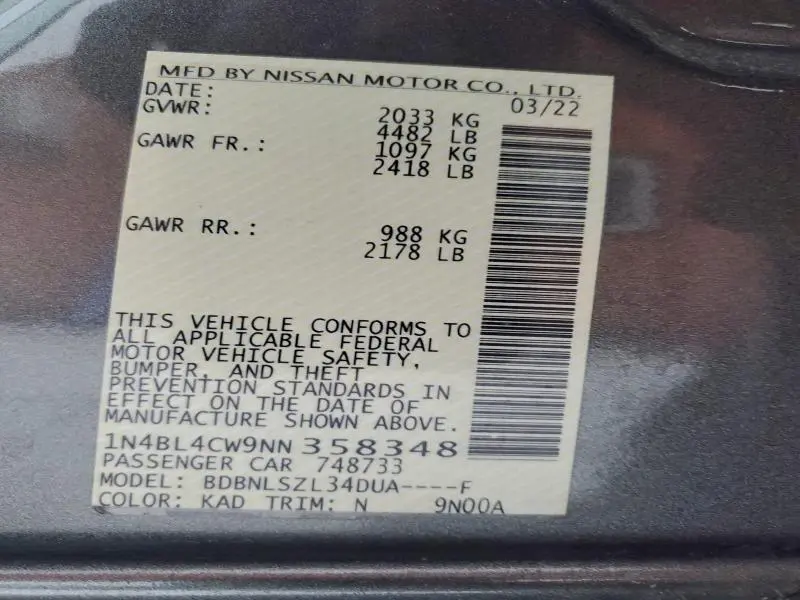 MFD BY NISSAN MOTOR CO., LTD.
DATE: 03/22
GVWR: 2033 KG
4482 LB
GAWR FR.: 1097 KG
2418 LB
GAWR RR.: 988 KG
2178 LB
THIS VEHICLE CONFORMS TO
ALL APPLICABLE FEDERAL
MOTOR VEHICLE SAFETY,
BUMPER, AND THEFT
PREVENTION STANDARDS IN
EFFECT ON THE DATE OF
MANUFACTURE SHOWN ABOVE.
1N4BL4CW9NN358348
PASSENGER CAR 748733
MODEL: BDBNLSZL34DUA----F
COLOR: KAD TRIM: N 9N00A